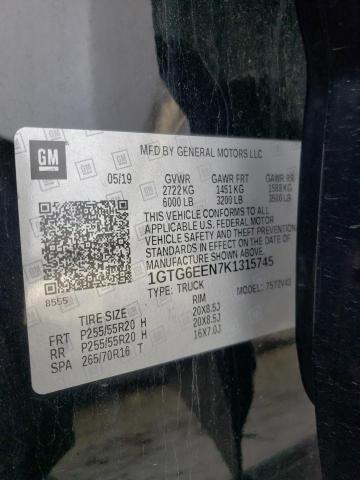 GM
MFD BY GENERAL MOTORS LLC
05/19 GVWR GAWR FRT GAWR RR
2722 KG 1451 KG 1588 KG
6000 LB 3200 LB 3500 LB
THIS VEHICLE CONFORMS TO ALL
APPLICABLE U.S. FEDERAL MOTOR
VEHICLE SAFETY STANDARDS IN
EFFECT ON THE DATE OF
MANUFACTURE SHOWN ABOVE.
1GTG6EEN7K1315745
8555 TYPE: TRUCK MODEL: 7572V43
TIRE SIZE RIM
FRT P255/55R20 H 20X8.5J
RR P255/55R20 H 20X8.5J
SPA 265/70R16 T 16X7.0J